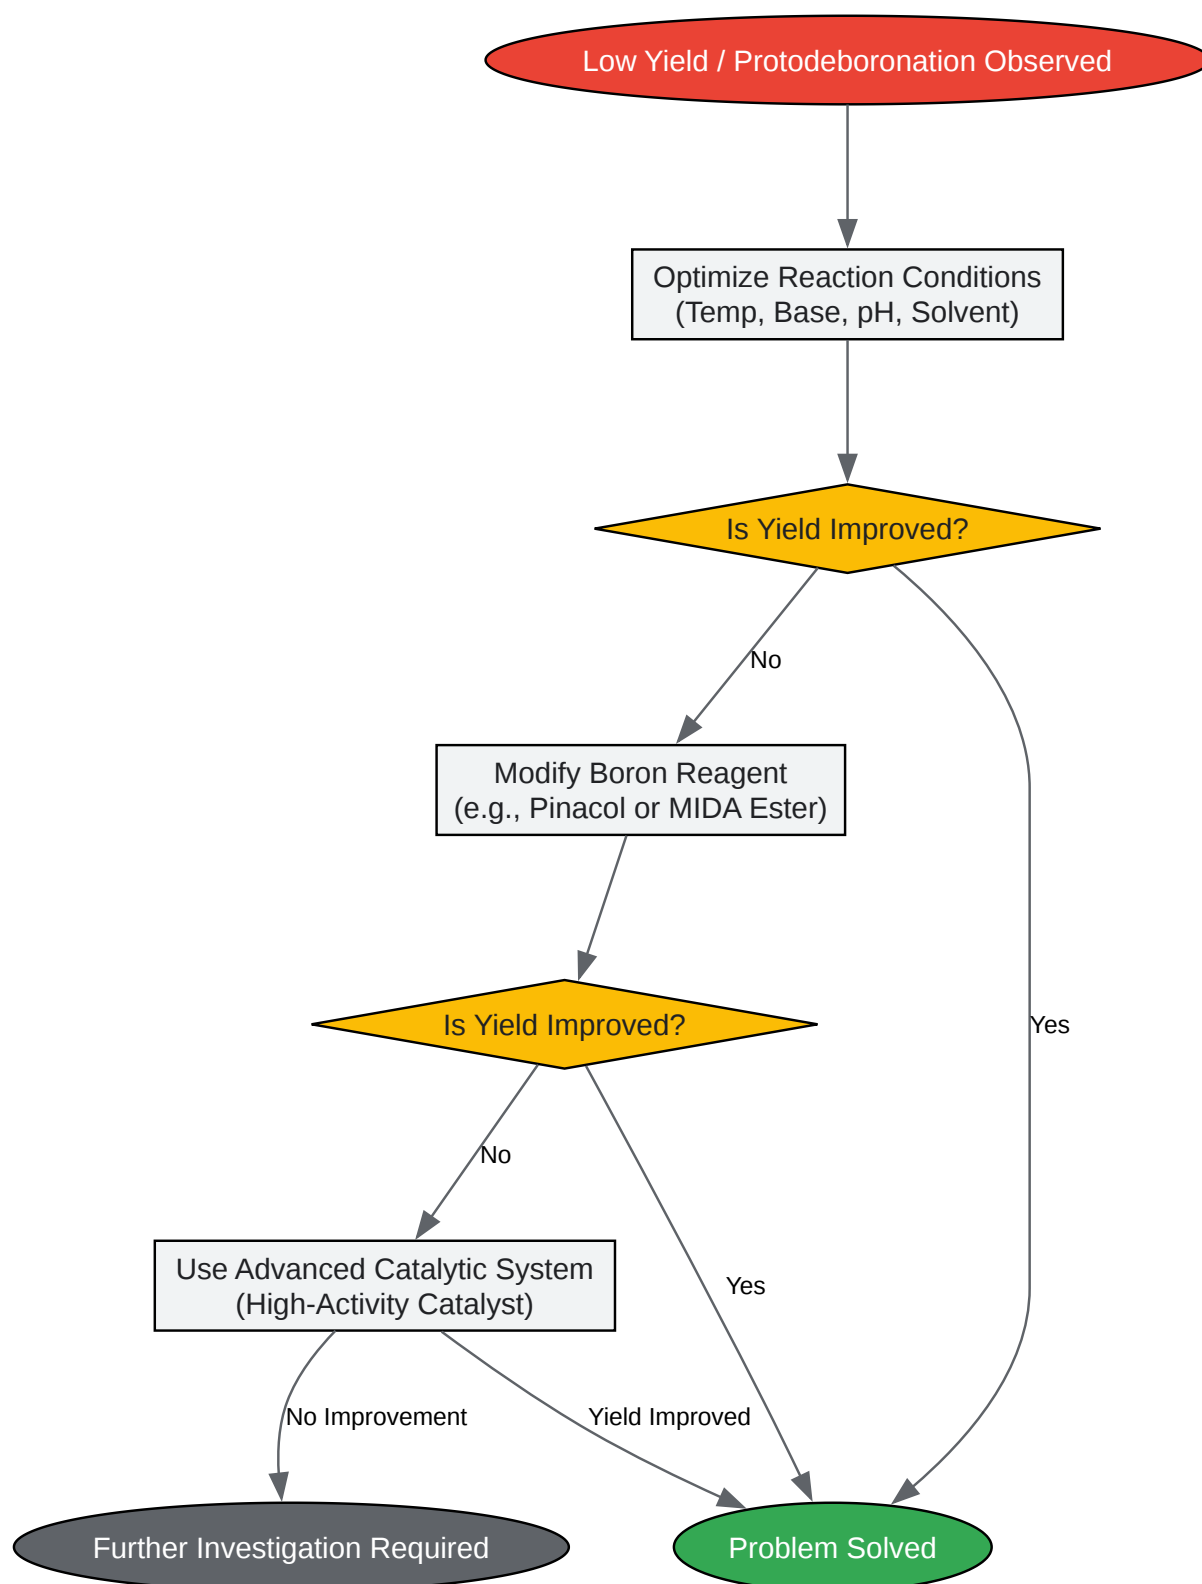 Low Yield / Protodeboronation Observed
Optimize Reaction Conditions
(Temp, Base, pH, Solvent)
Is Yield Improved?
No
Modify Boron Reagent
(e.g., Pinacol or MIDA Ester)
Is Yield Improved?
Yes
No
Use Advanced Catalytic System
(High-Activity Catalyst)
Yes
No Improvement
Yield Improved
Further Investigation Required
Problem Solved